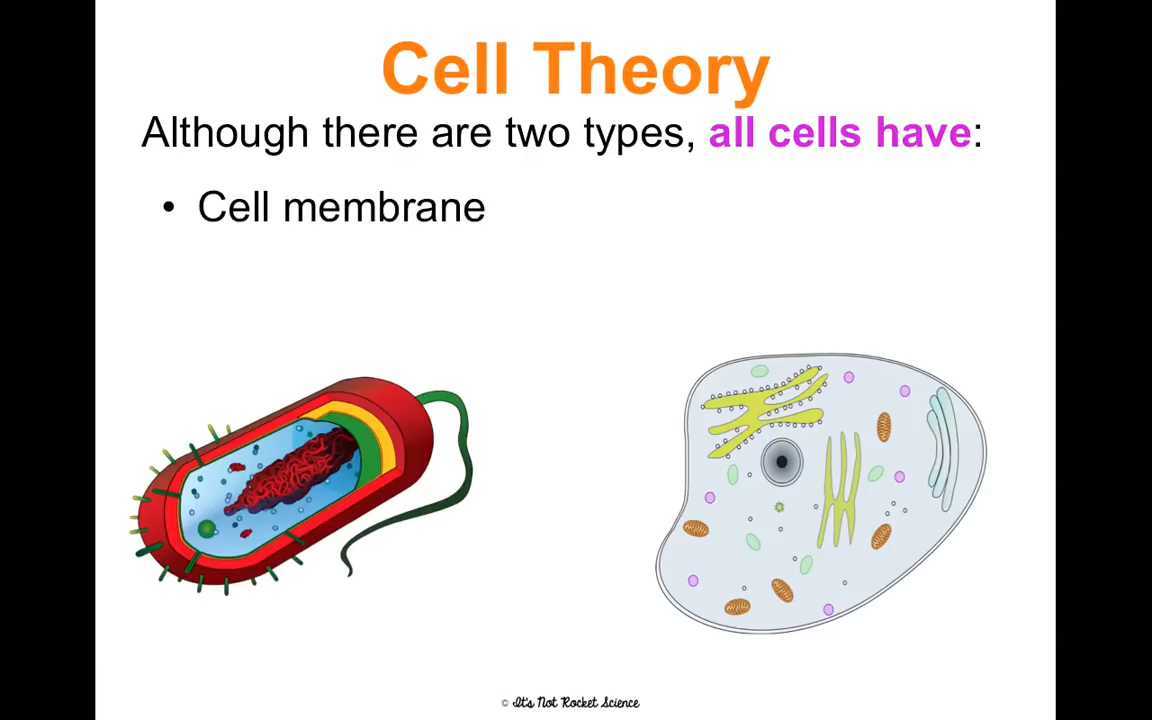 Cell Theory
Although there are two types, all cells have:
• Cell membrane
© It's Not Rocket Science